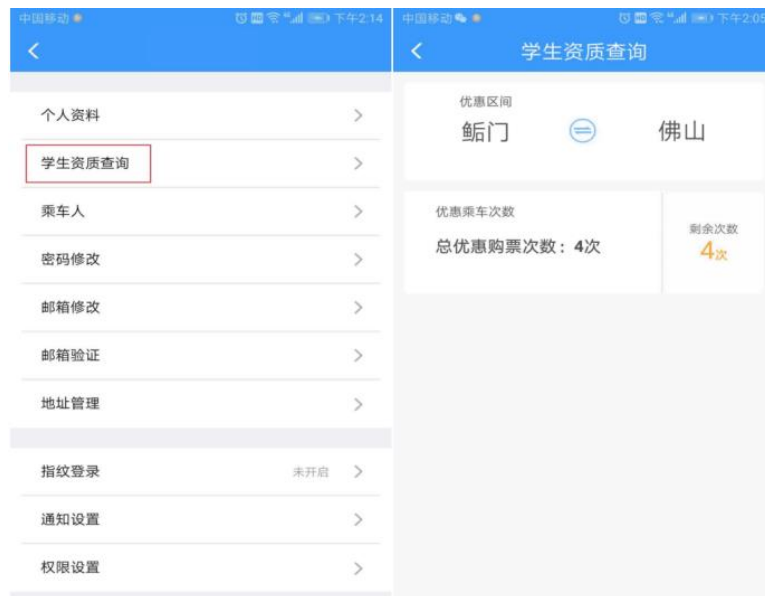 中国移动
HD 下午2:14
个人资料
学生资质查询
乘车人
密码修改
邮箱修改
邮箱验证
地址管理
指纹登录 未开启
通知设置
权限设置
中国移动
HD 下午2:05
学生资质查询
优惠区间
鲘门 佛山
优惠乘车次数
总优惠购票次数：4次
剩余次数
4次